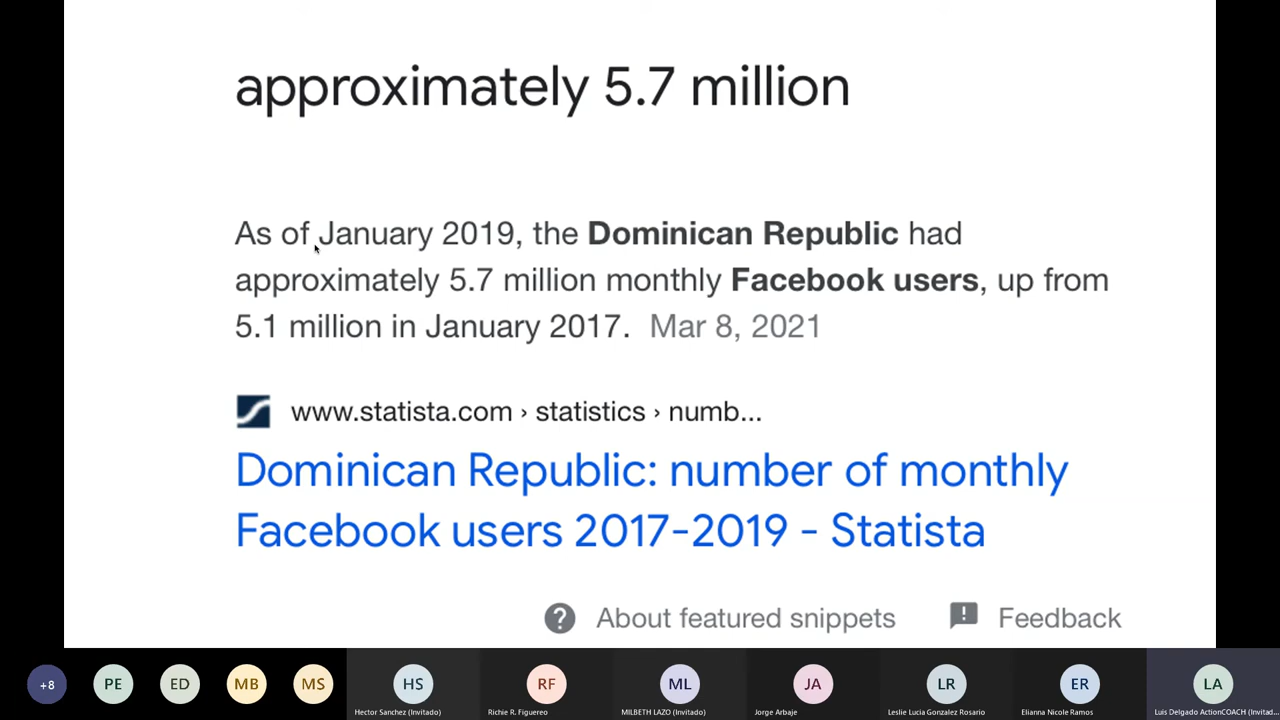 approximately 5.7 million
As of January 2019, the Dominican Republic had
approximately 5.7 million monthly Facebook users, up from
5.1 million in January 2017. Mar 8, 2021
www.statista.com › statistics › numb...
Dominican Republic: number of monthly
Facebook users 2017-2019 - Statista
About featured snippets Feedback
+8 PE ED MB MS HS RF ML JA LR ER LA
Hector Sanchez (Invitado) Richie R. Figuereo MILBETH LAZO (Invitado) Jorge Arbaje Leslie Lucia Gonzalez Rosario Elianna Nicole Ramos Luis Delgado ActionCOACH (Invitad...